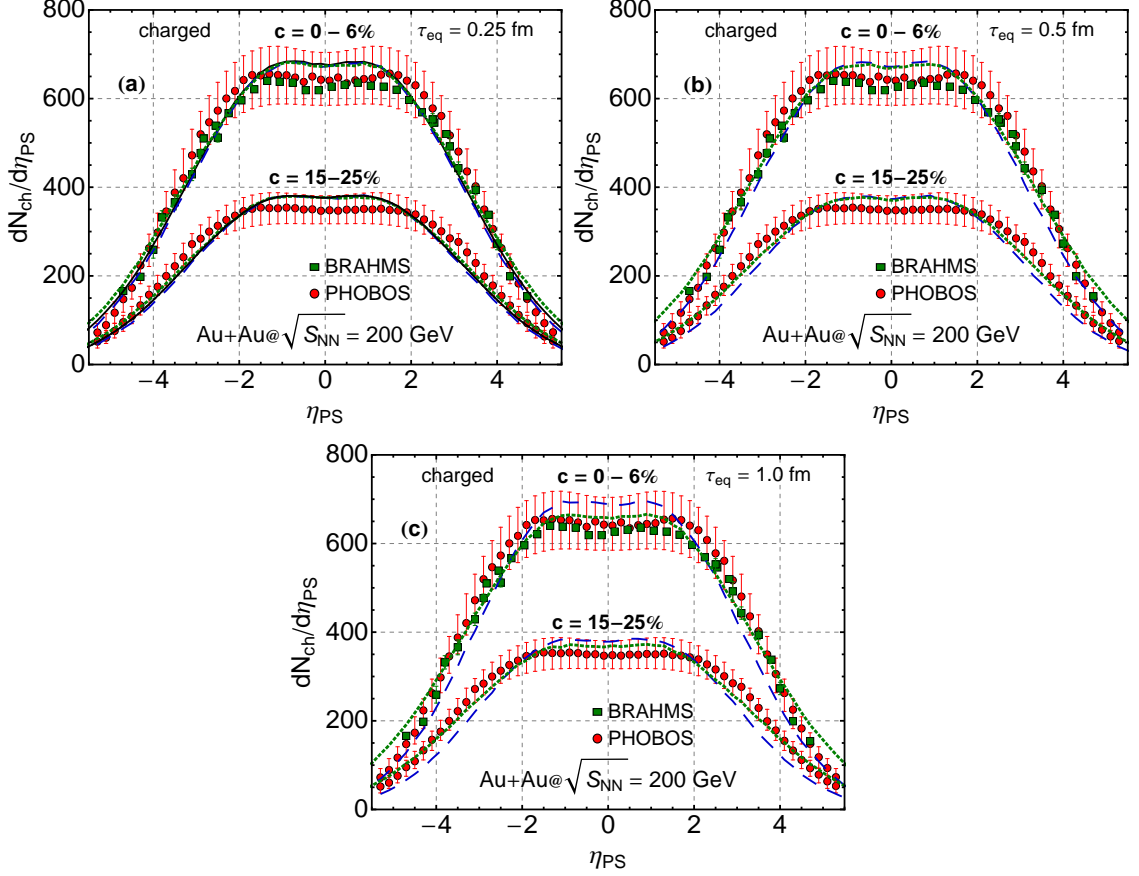 charged
c = 0 – 6%
τeq = 0.25 fm
(a)
c = 15–25%
BRAHMS
PHOBOS
Au+Au@√SNN = 200 GeV
dNch/dηPS
800
600
400
200
0
−4 −2 0 2 4
ηPS
charged
c = 0 – 6%
τeq = 0.5 fm
(b)
c = 15–25%
BRAHMS
PHOBOS
Au+Au@√SNN = 200 GeV
dNch/dηPS
800
600
400
200
0
−4 −2 0 2 4
ηPS
charged
c = 0 – 6%
τeq = 1.0 fm
(c)
c = 15–25%
BRAHMS
PHOBOS
Au+Au@√SNN = 200 GeV
dNch/dηPS
800
600
400
200
0
−4 −2 0 2 4
ηPS